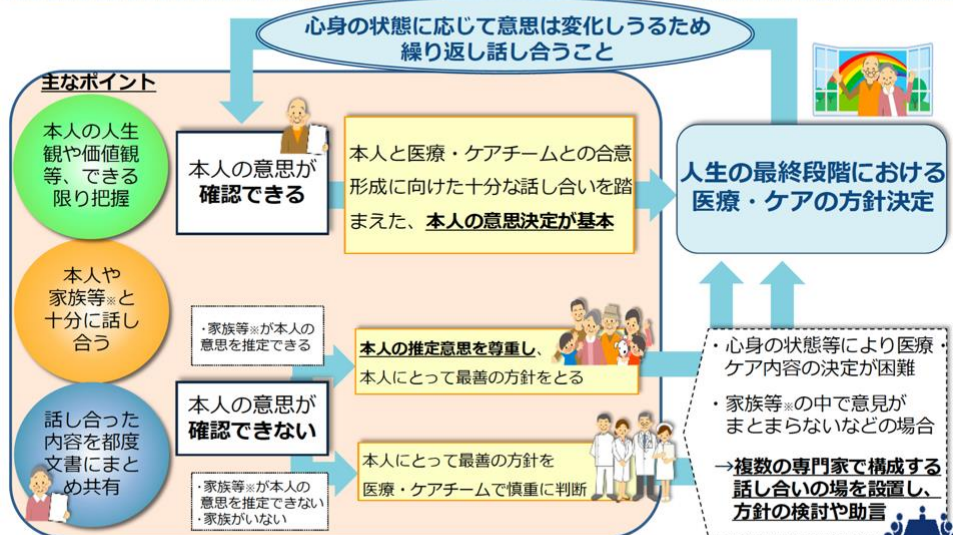 心身の状態に応じて意思は変化しうるため
繰り返し話し合うこと
主なポイント
本人の人生
観や価値観
等、できる
限り把握
本人や
家族等※と
十分に話し
合う
話し合った
内容を都度
文書にまと
め共有
本人の意思が
確認できる
本人と医療・ケアチームとの合意
形成に向けた十分な話し合いを踏
まえた、本人の意思決定が基本
人生の最終段階における
医療・ケアの方針決定
・家族等※が本人の
意思を推定できる
本人の推定意思を尊重し、
本人にとって最善の方針をとる
本人の意思が
確認できない
・家族等※が本人の
意思を推定できない
・家族がいない
本人にとって最善の方針を
医療・ケアチームで慎重に判断
・心身の状態等により医療・
ケア内容の決定が困難
・家族等※の中で意見が
まとまらないなどの場合
→複数の専門家で構成する
話し合いの場を設置し、
方針の検討や助言